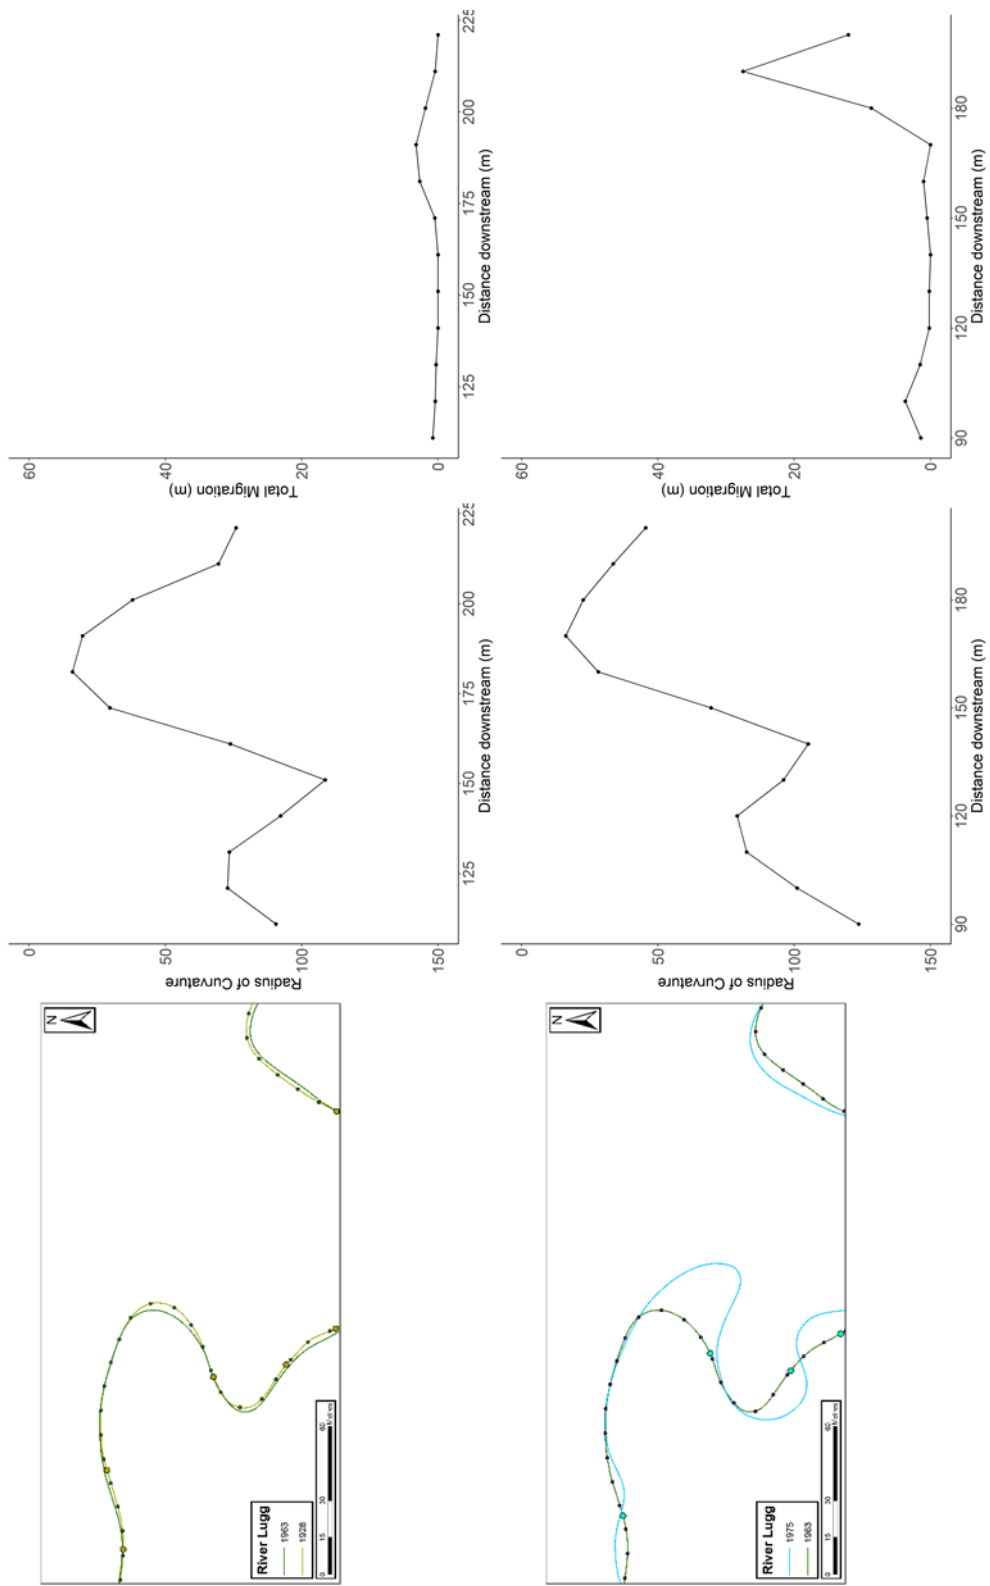 N
River Lugg
1963
1928
0 15 30 60
Metres
Radius of Curvature
0
50
100
150
125 150 175 200 225
Distance downstream (m)
Total Migration (m)
60
40
20
0
125 150 175 200 225
Distance downstream (m)
N
River Lugg
1975
1963
0 15 30 60
Metres
Radius of Curvature
0
50
100
150
90 120 150 180
Distance downstream (m)
Total Migration (m)
60
40
20
0
90 120 150 180
Distance downstream (m)